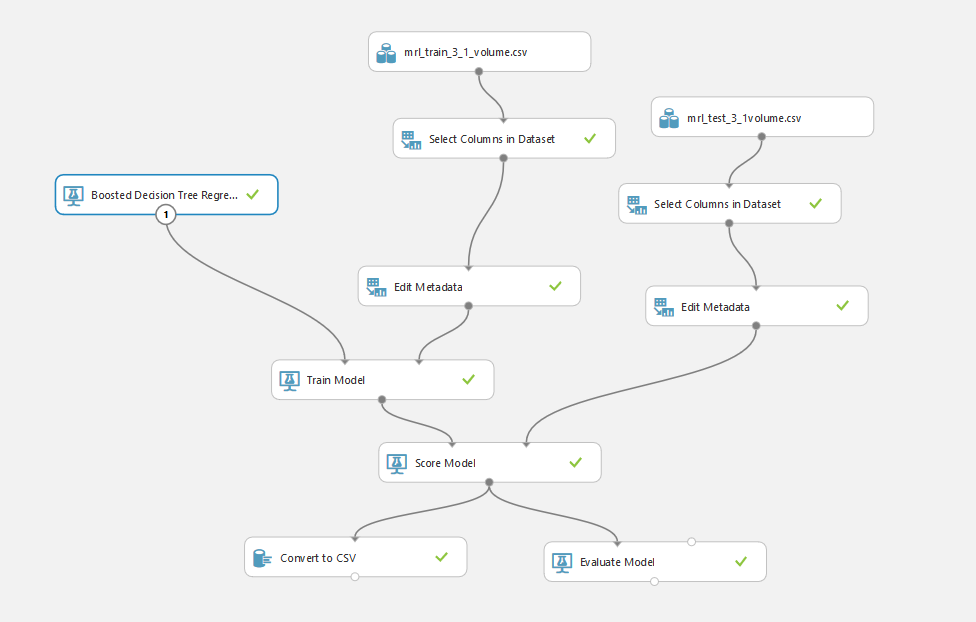 mrl_train_3_1_volume.csv
mrl_test_3_1volume.csv
Select Columns in Dataset
Boosted Decision Tree Regre...
1
Select Columns in Dataset
Edit Metadata
Edit Metadata
Train Model
Score Model
Convert to CSV
Evaluate Model